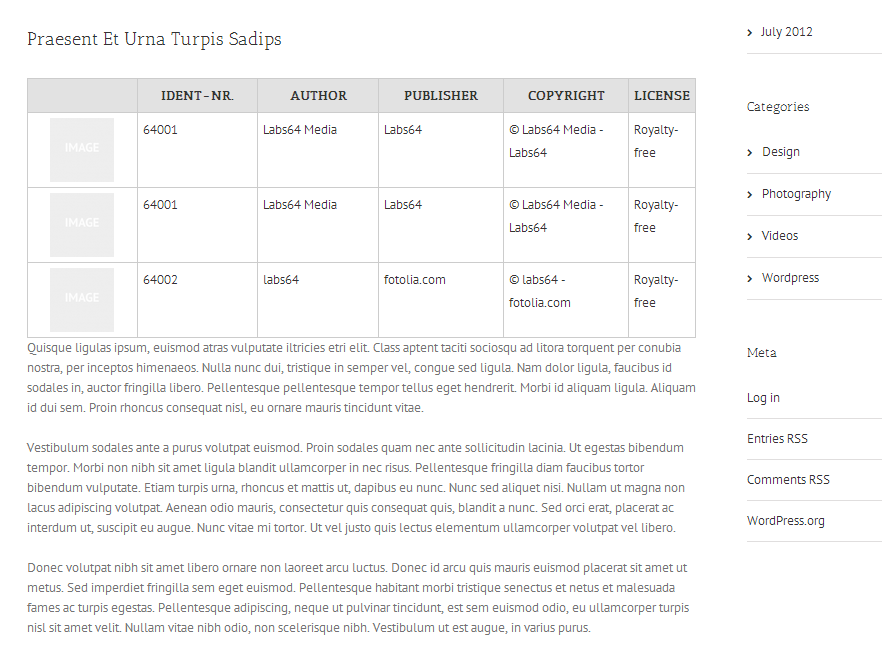 Praesent Et Urna Turpis Sadips
IDENT-NR. AUTHOR PUBLISHER COPYRIGHT LICENSE
IMAGE 64001 Labs64 Media Labs64 © Labs64 Media - Royalty-
Labs64 free
IMAGE 64001 Labs64 Media Labs64 © Labs64 Media - Royalty-
Labs64 free
IMAGE 64002 labs64 fotolia.com © labs64 - Royalty-
fotolia.com free
Quisque ligulas ipsum, euismod atras vulputate iltricies etri elit. Class aptent taciti sociosqu ad litora torquent per conubia
nostra, per inceptos himenaeos. Nulla nunc dui, tristique in semper vel, congue sed ligula. Nam dolor ligula, faucibus id
sodales in, auctor fringilla libero. Pellentesque pellentesque tempor tellus eget hendrerit. Morbi id aliquam ligula. Aliquam
id dui sem. Proin rhoncus consequat nisl, eu ornare mauris tincidunt vitae.
Vestibulum sodales ante a purus volutpat euismod. Proin sodales quam nec ante sollicitudin lacinia. Ut egestas bibendum
tempor. Morbi non nibh sit amet ligula blandit ullamcorper in nec risus. Pellentesque fringilla diam faucibus tortor
bibendum vulputate. Etiam turpis urna, rhoncus et mattis ut, dapibus eu nunc. Nunc sed aliquet nisi. Nullam ut magna non
lacus adipiscing volutpat. Aenean odio mauris, consectetur quis consequat quis, blandit a nunc. Sed orci erat, placerat ac
interdum ut, suscipit eu augue. Nunc vitae mi tortor. Ut vel justo quis lectus elementum ullamcorper volutpat vel libero.
Donec volutpat nibh sit amet libero ornare non laoreet arcu luctus. Donec id arcu quis mauris euismod placerat sit amet ut
metus. Sed imperdiet fringilla sem eget euismod. Pellentesque habitant morbi tristique senectus et netus et malesuada
fames ac turpis egestas. Pellentesque adipiscing, neque ut pulvinar tincidunt, est sem euismod odio, eu ullamcorper turpis
nisl sit amet velit. Nullam vitae nibh odio, non scelerisque nibh. Vestibulum ut est augue, in varius purus.
July 2012
Categories
Design
Photography
Videos
Wordpress
Meta
Log in
Entries RSS
Comments RSS
WordPress.org